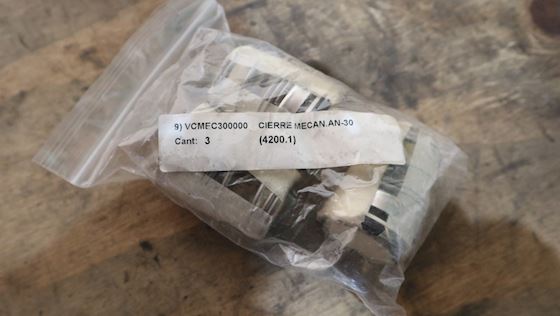 9) VCMEC300000 CIERRE MECAN.AN-30
Cant: 3 (4200.1)